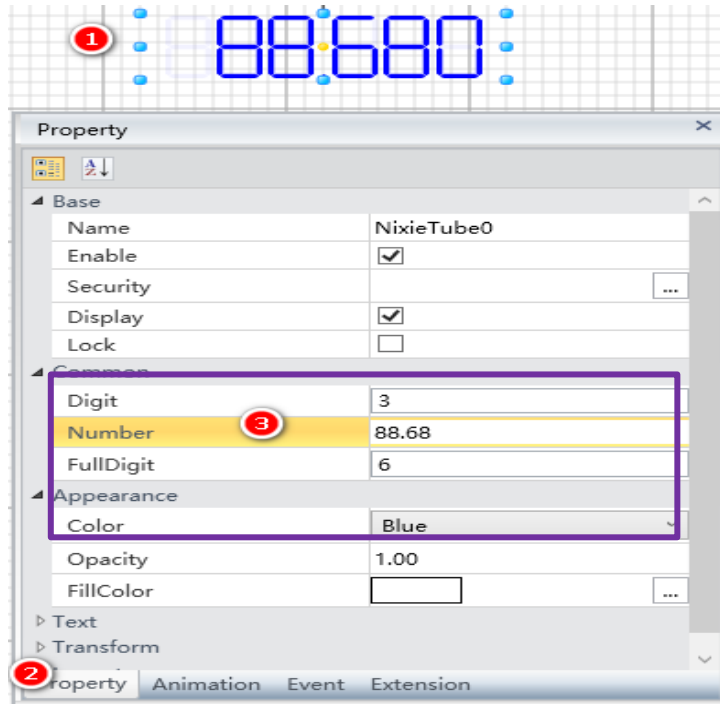 1
88.680
Property
Base
Name NixieTube0
Enable
Security ...
Display
Lock
Common
Digit 3
Number 3 88.68
FullDigit 6
Appearance
Color Blue
Opacity 1.00
FillColor ...
Text
Transform
2 roperty Animation Event Extension